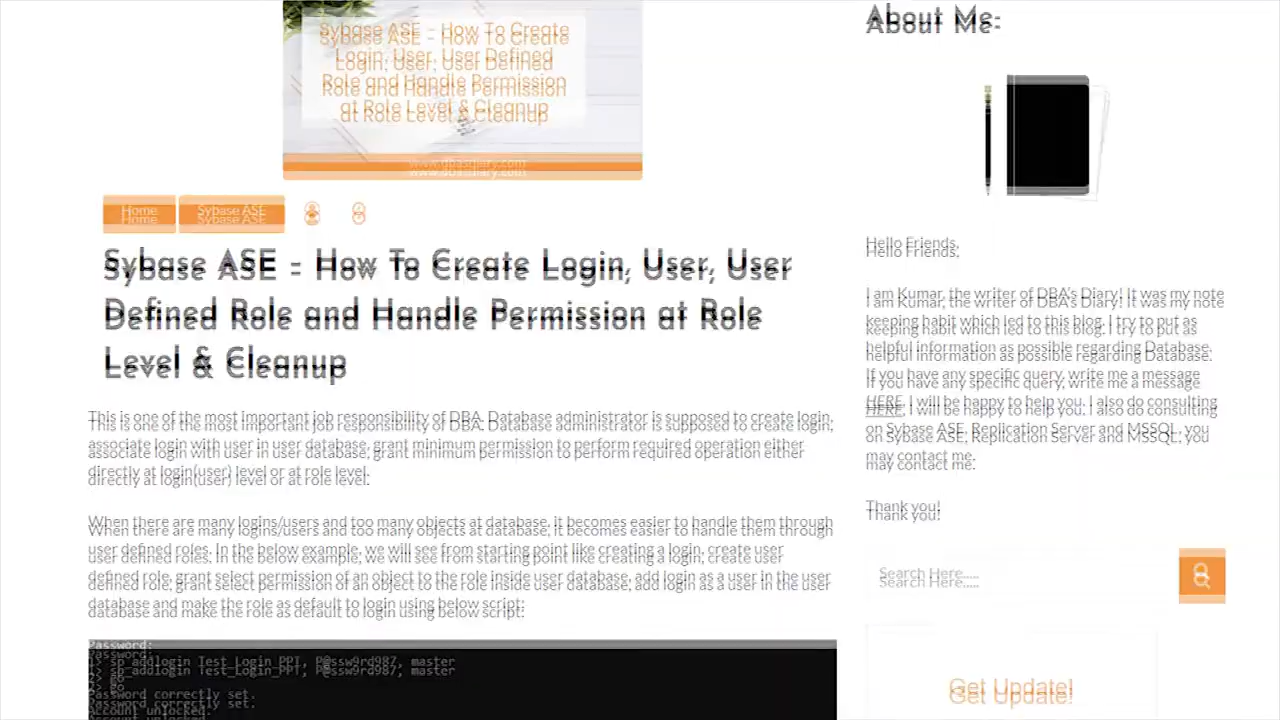 Sybase ASE - How To Create
Login, User, User Defined
Role and Handle Permission
at Role Level & Cleanup
www.dbasdiary.com
Home
Sybase ASE
Sybase ASE - How To Create Login, User, User
Defined Role and Handle Permission at Role
Level & Cleanup
This is one of the most important job responsibility of DBA. Database administrator is supposed to create login,
associate login with user in user database, grant minimum permission to perform required operation either
directly at login(user) level or at role level.
When there are many logins/users and too many objects at database, it becomes easier to handle them through
user defined roles. In the below example, we will see from starting point like creating a login, create user
defined role, grant select permission of an object to the role inside user database, add login as a user in the user
database and make the role as default to login using below script:
Password:
1> sp_addlogin Test_Login_PPT, P@ssw9rd987, master
2> go
Password correctly set.
Account unlocked.
About Me:
Hello Friends,
I am Kumar, the writer of DBA's Diary! It was my note
keeping habit which led to this blog. I try to put as
helpful information as possible regarding Database.
If you have any specific query, write me a message
HERE, I will be happy to help you. I also do consulting
on Sybase ASE, Replication Server and MSSQL, you
may contact me.
Thank you!
Search Here.....
Get Update!